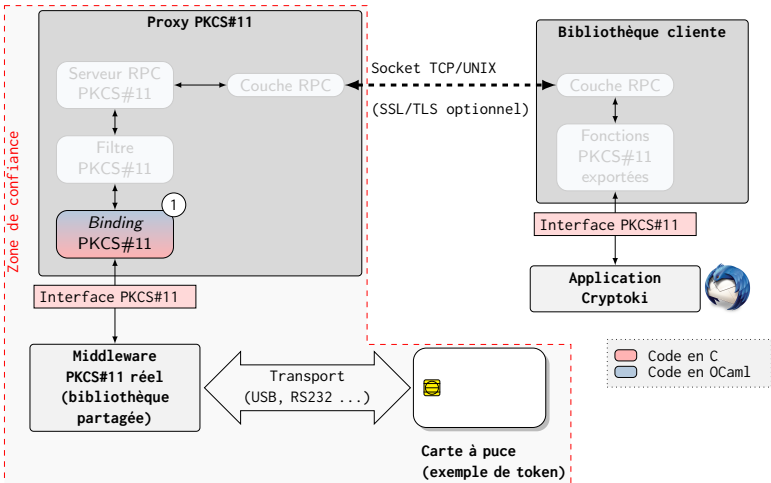 Proxy PKCS#11
Bibliothèque cliente
Serveur RPC
PKCS#11
Couche RPC
Socket TCP/UNIX
(SSL/TLS optionnel)
Couche RPC
Filtre
PKCS#11
Fonctions
PKCS#11
exportées
Zone de confiance
1
Binding
PKCS#11
Interface PKCS#11
Interface PKCS#11
Application
Cryptoki
Middleware
PKCS#11 réel
(bibliothèque
partagée)
Transport
(USB, RS232 ...)
Code en C
Code en OCaml
Carte à puce
(exemple de token)